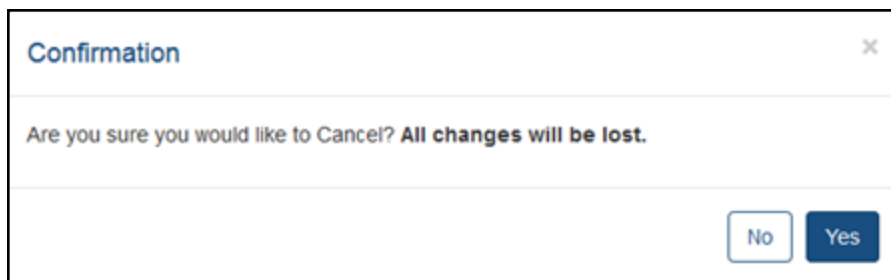 Confirmation ×
Are you sure you would like to Cancel? All changes will be lost.
No Yes